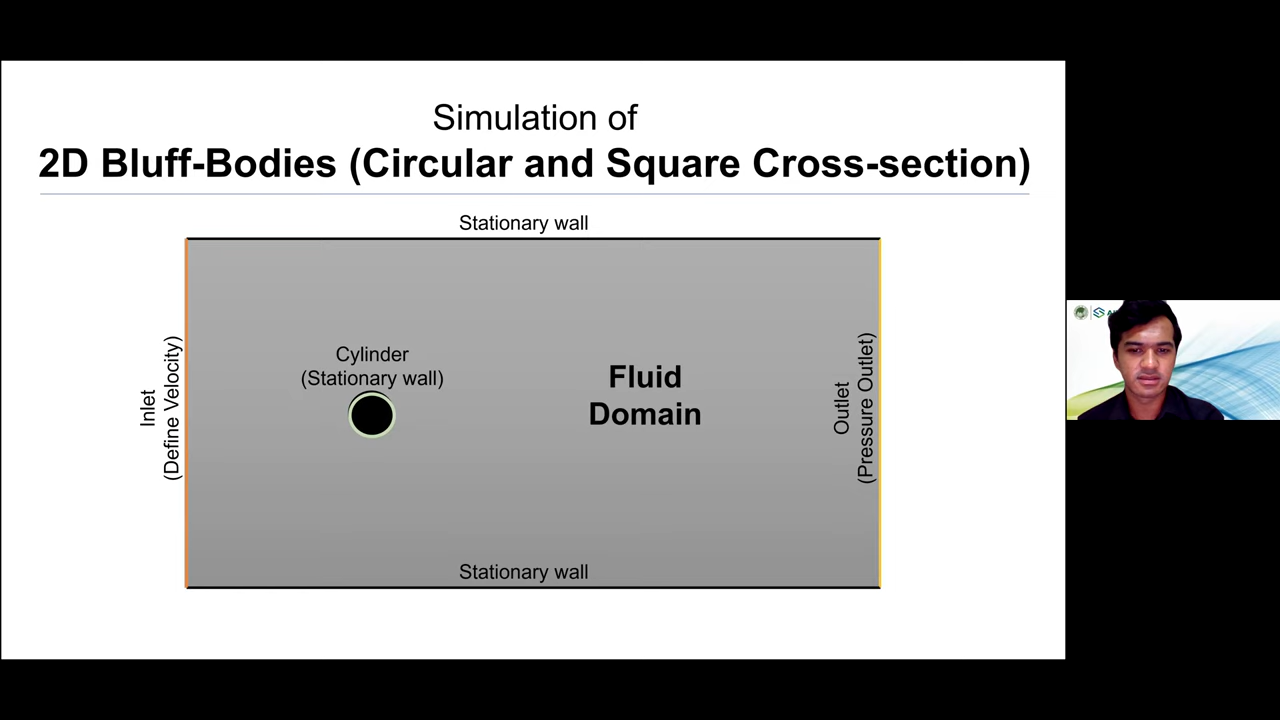 Simulation of
2D Bluff-Bodies (Circular and Square Cross-section)
Stationary wall
Inlet
(Define Velocity)
Cylinder
(Stationary wall)
Fluid
Domain
Outlet
(Pressure Outlet)
Stationary wall